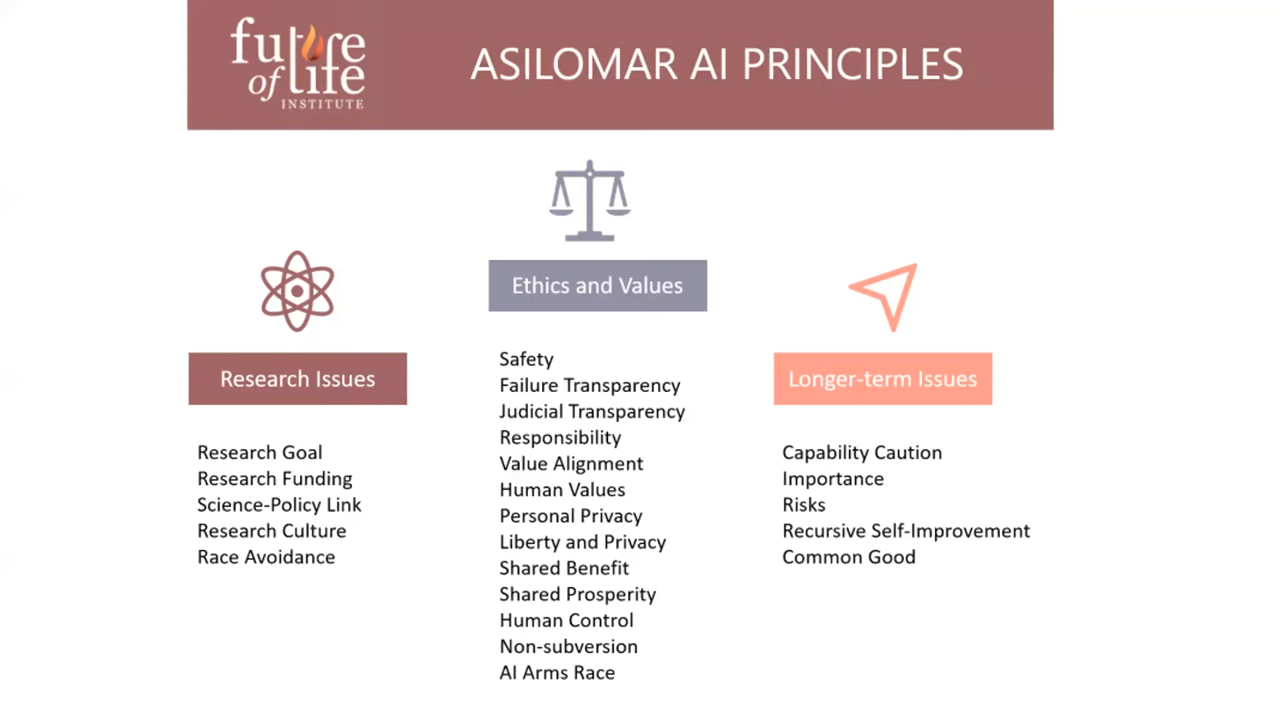 future
of life
INSTITUTE
ASILOMAR AI PRINCIPLES
Research Issues
Research Goal
Research Funding
Science-Policy Link
Research Culture
Race Avoidance
Ethics and Values
Safety
Failure Transparency
Judicial Transparency
Responsibility
Value Alignment
Human Values
Personal Privacy
Liberty and Privacy
Shared Benefit
Shared Prosperity
Human Control
Non-subversion
AI Arms Race
Longer-term Issues
Capability Caution
Importance
Risks
Recursive Self-Improvement
Common Good